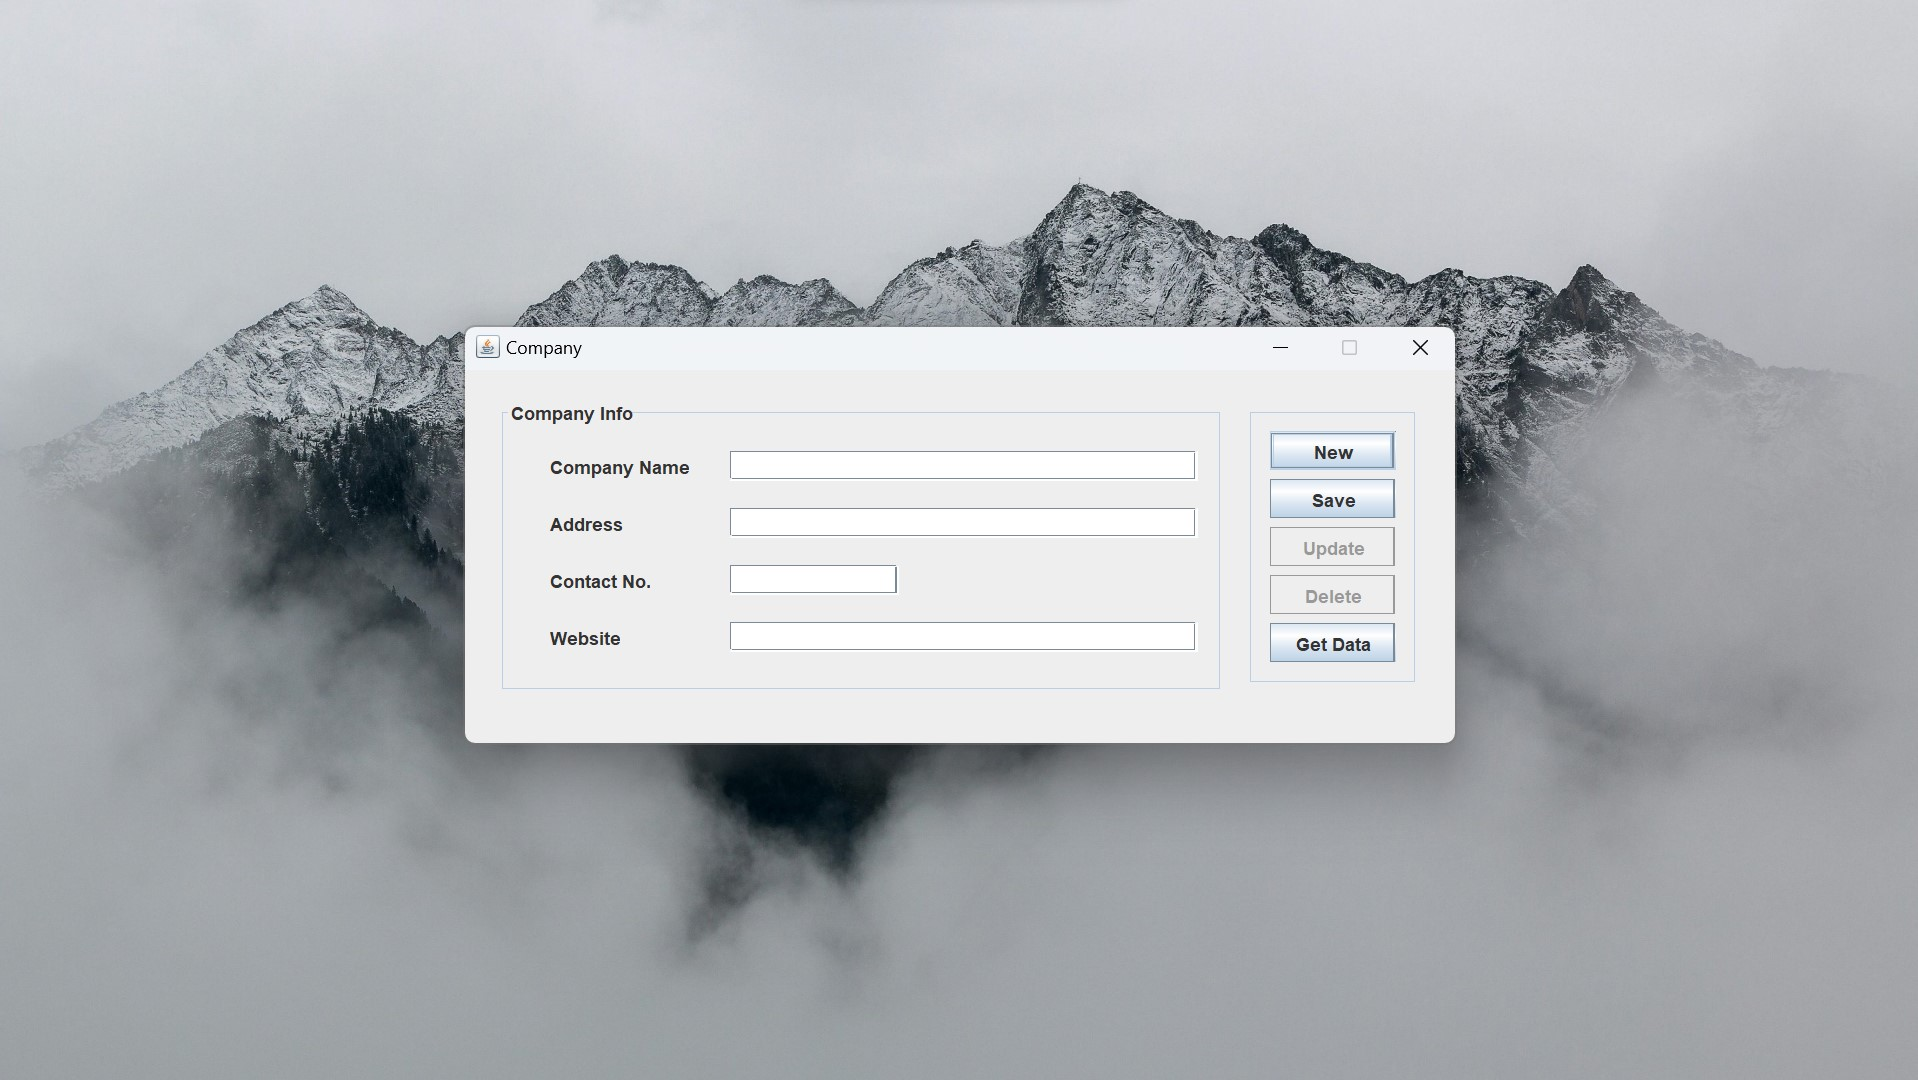 Company
Company Info
Company Name
Address
Contact No.
Website
New
Save
Update
Delete
Get Data